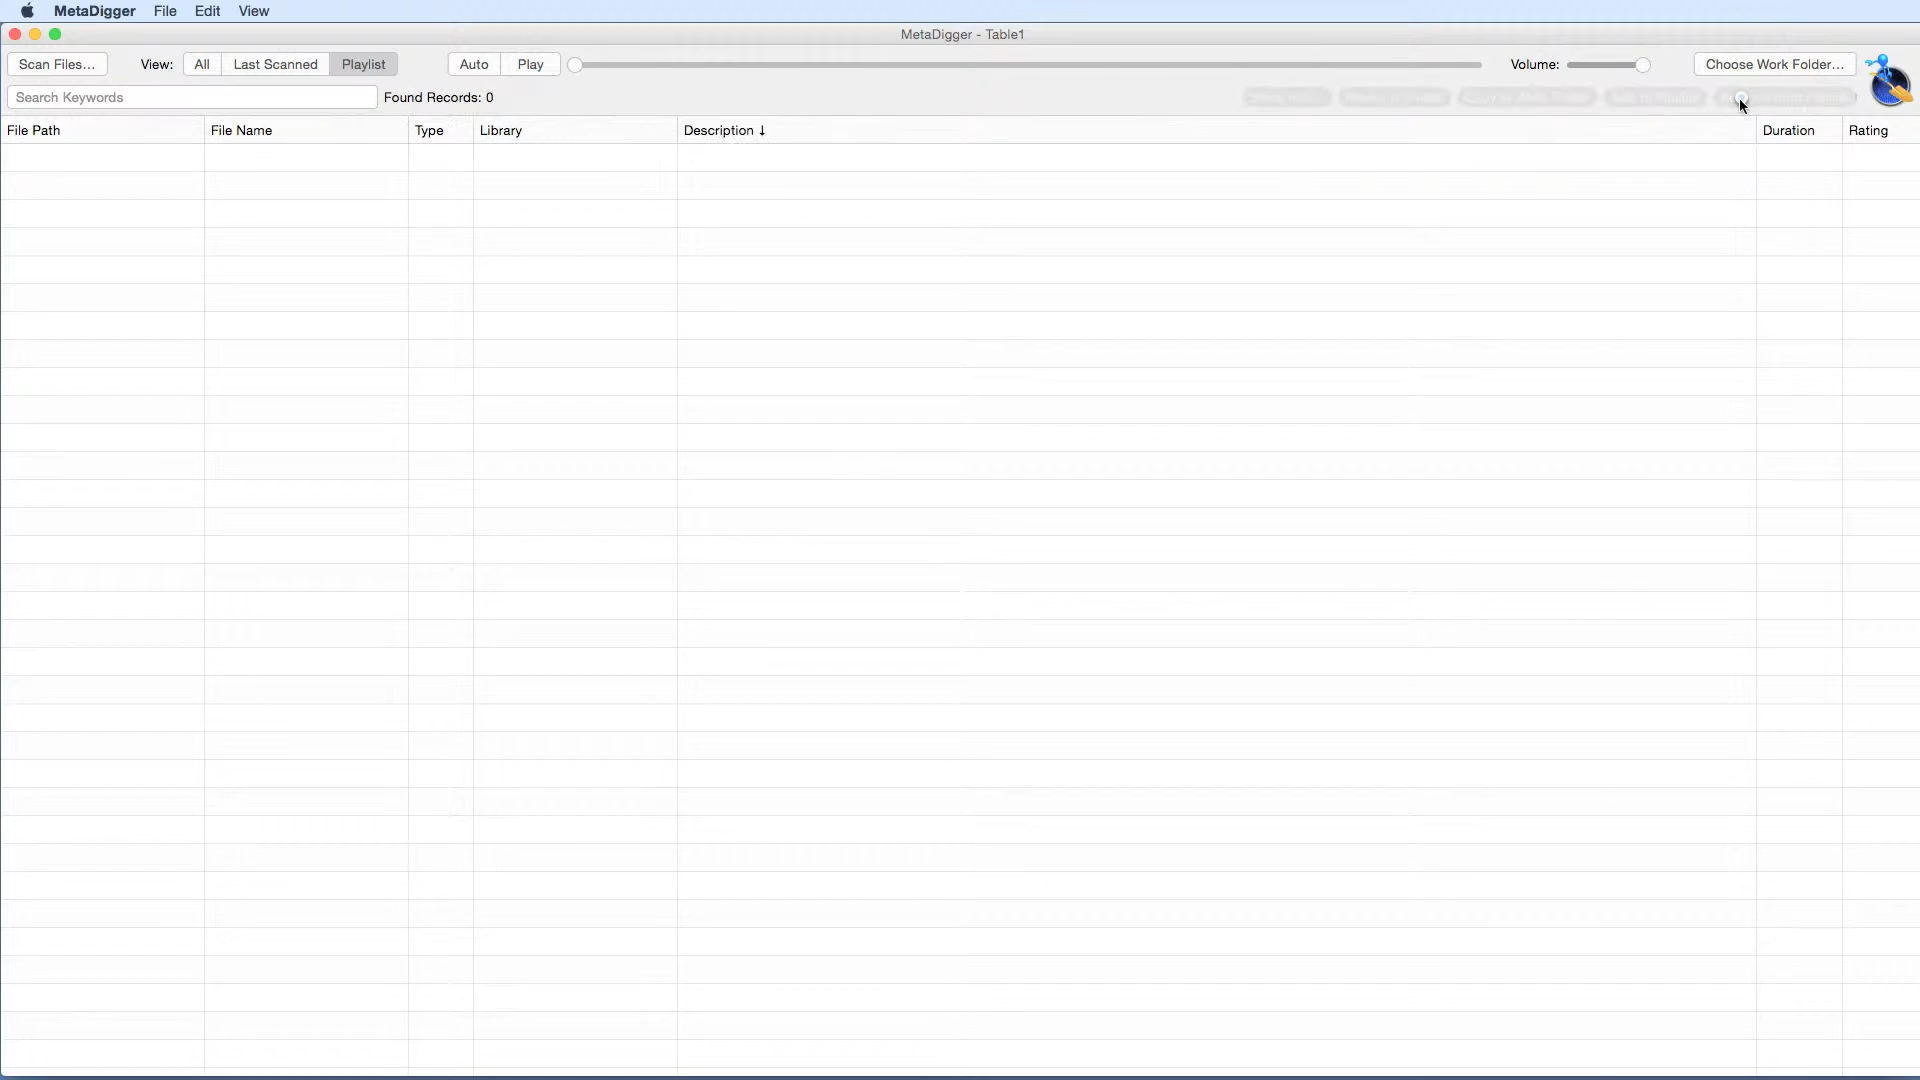 MetaDigger File Edit View
MetaDigger - Table1
Scan Files... View: All Last Scanned Playlist Auto Play Volume: Choose Work Folder...
Search Keywords Found Records: 0
File Path File Name Type Library Description ↓ Duration Rating